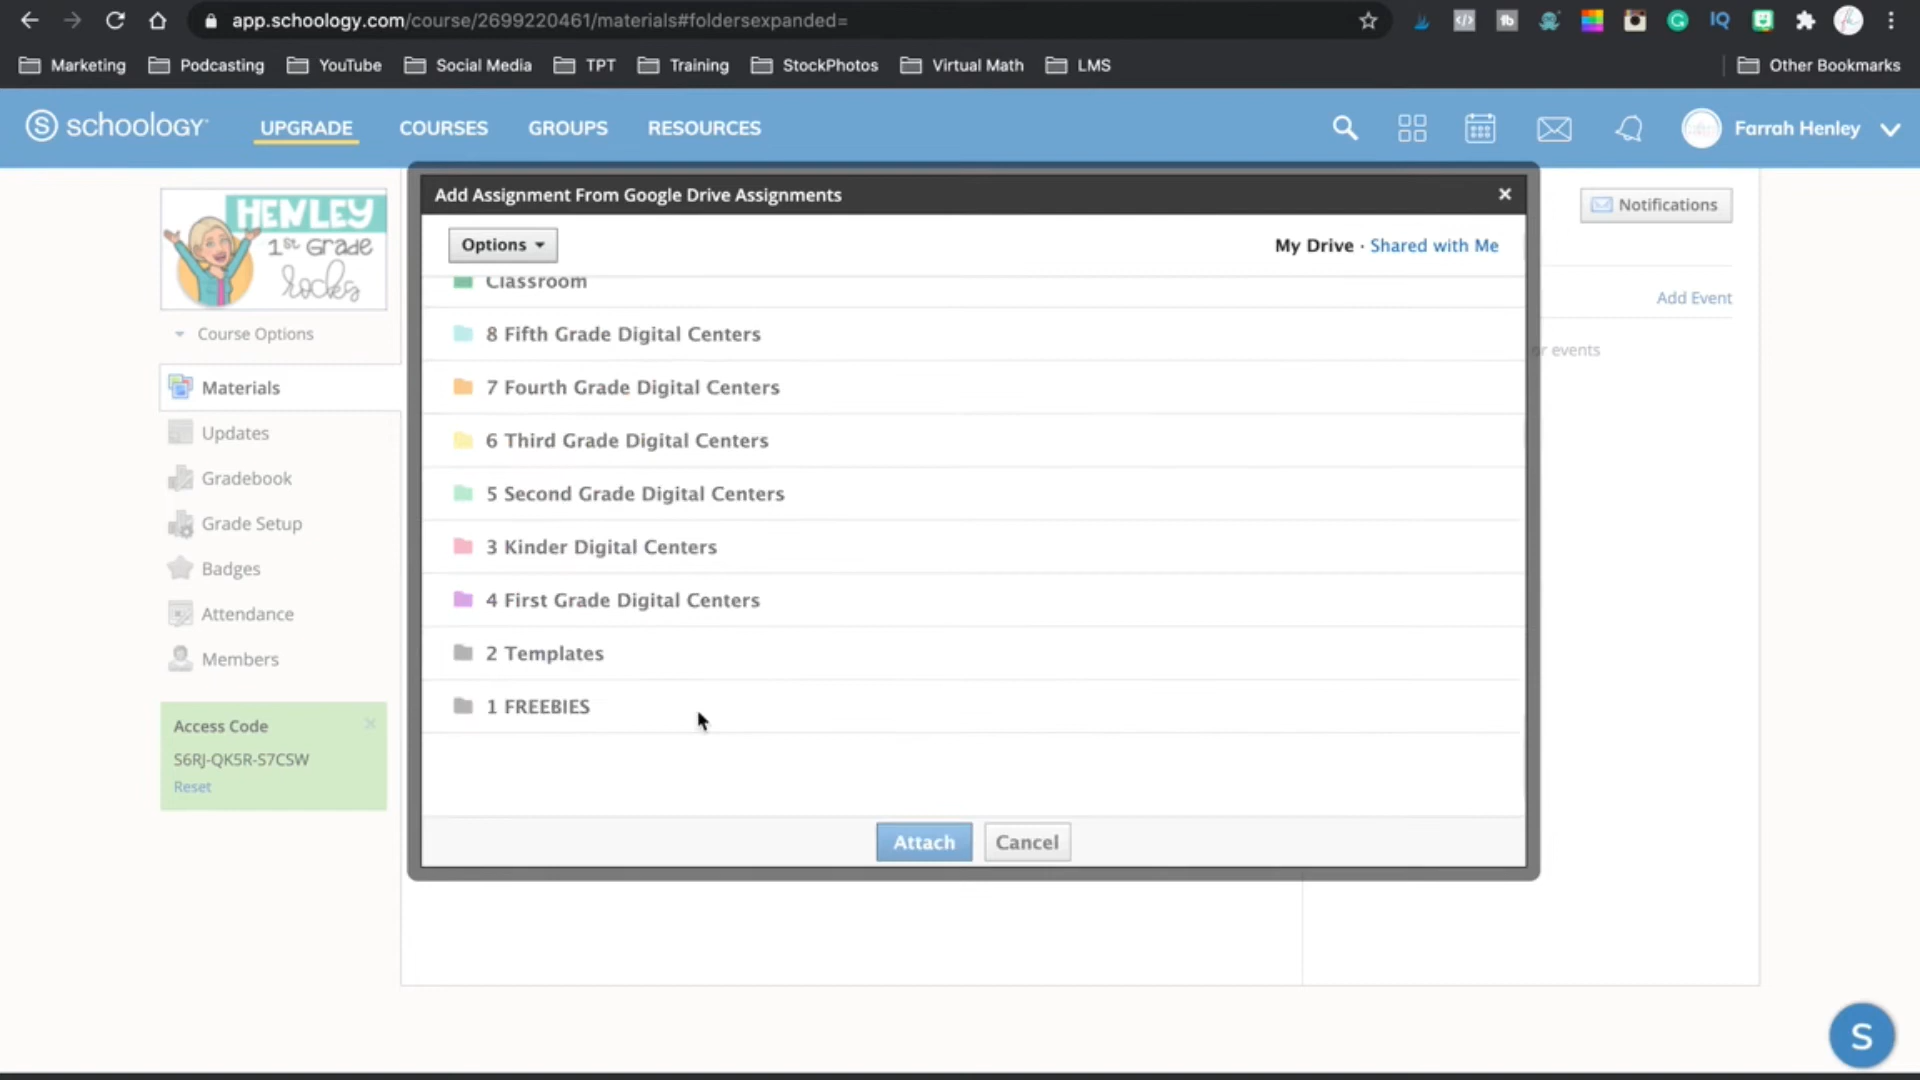 app.schoology.com/course/2699220461/materials#foldersexpanded=
Marketing Podcasting YouTube Social Media TPT Training StockPhotos Virtual Math LMS Other Bookmarks
schoology UPGRADE COURSES GROUPS RESOURCES Farrah Henley
Add Assignment From Google Drive Assignments
Options My Drive · Shared with Me
Classroom
8 Fifth Grade Digital Centers
7 Fourth Grade Digital Centers
6 Third Grade Digital Centers
5 Second Grade Digital Centers
3 Kinder Digital Centers
4 First Grade Digital Centers
2 Templates
1 FREEBIES
Attach Cancel
HENLEY
1st Grade
Rocks
Course Options
Materials
Updates
Gradebook
Grade Setup
Badges
Attendance
Members
Access Code
S6RJ-QK5R-S7CSW
Reset
Notifications
Add Event
or events
S